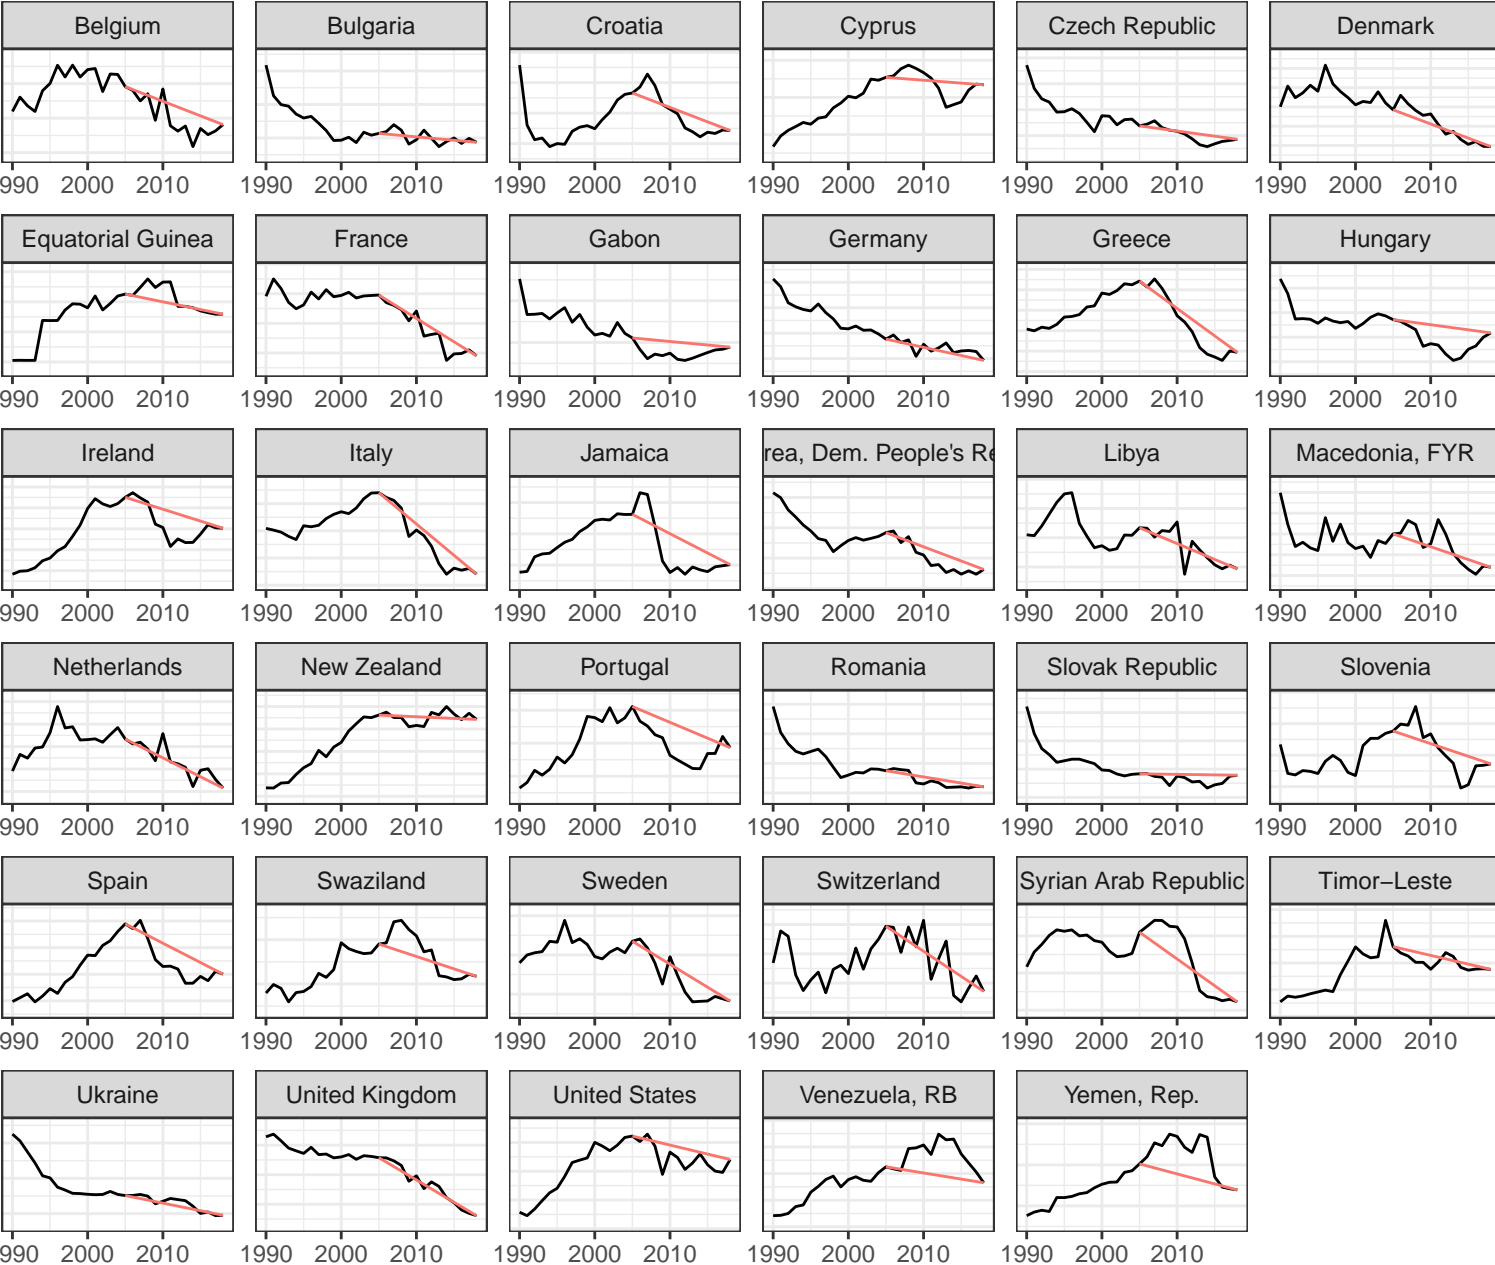 Belgium Bulgaria Croatia Cyprus Czech Republic Denmark
990 2000 2010 1990 2000 2010 1990 2000 2010 1990 2000 2010 1990 2000 2010 1990 2000 2010
Equatorial Guinea France Gabon Germany Greece Hungary
990 2000 2010 1990 2000 2010 1990 2000 2010 1990 2000 2010 1990 2000 2010 1990 2000 2010
Ireland Italy Jamaica rea, Dem. People's Re Libya Macedonia, FYR
990 2000 2010 1990 2000 2010 1990 2000 2010 1990 2000 2010 1990 2000 2010 1990 2000 2010
Netherlands New Zealand Portugal Romania Slovak Republic Slovenia
990 2000 2010 1990 2000 2010 1990 2000 2010 1990 2000 2010 1990 2000 2010 1990 2000 2010
Spain Swaziland Sweden Switzerland Syrian Arab Republic Timor−Leste
990 2000 2010 1990 2000 2010 1990 2000 2010 1990 2000 2010 1990 2000 2010 1990 2000 2010
Ukraine United Kingdom United States Venezuela, RB Yemen, Rep.
990 2000 2010 1990 2000 2010 1990 2000 2010 1990 2000 2010 1990 2000 2010